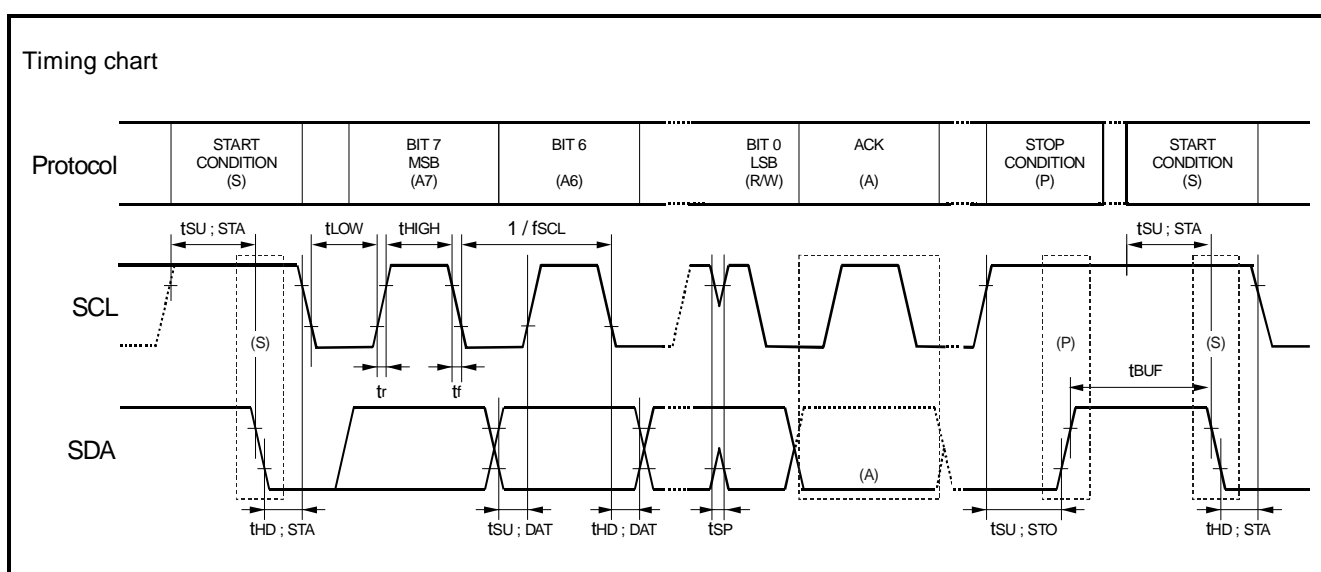 Timing chart
Protocol
START CONDITION (S)
BIT 7 MSB (A7)
BIT 6 (A6)
BIT 0 LSB (R/W)
ACK (A)
STOP CONDITION (P)
START CONDITION (S)
tSU ; STA
tLOW
tHIGH
1 / fSCL
tSU ; STA
SCL
(S)
(P)
(S)
tr
tf
tBUF
SDA
(A)
tHD ; STA
tSU ; DAT
tHD ; DAT
tSP
tSU ; STO
tHD ; STA